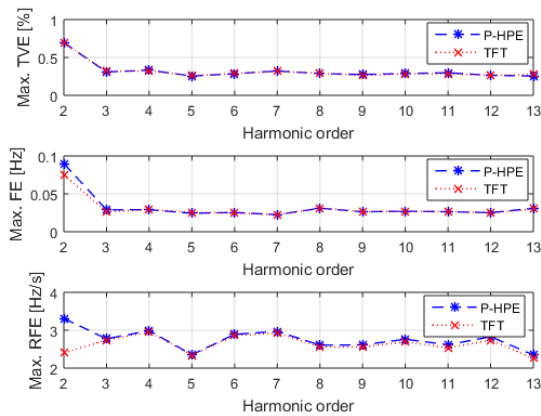 Max. TVE [%]
1
0.5
0
P-HPE
TFT
2 3 4 5 6 7 8 9 10 11 12 13
Harmonic order
Max. FE [Hz]
0.1
0.05
0
P-HPE
TFT
2 3 4 5 6 7 8 9 10 11 12 13
Harmonic order
Max. RFE [Hz/s]
4
3
2
P-HPE
TFT
2 3 4 5 6 7 8 9 10 11 12 13
Harmonic order